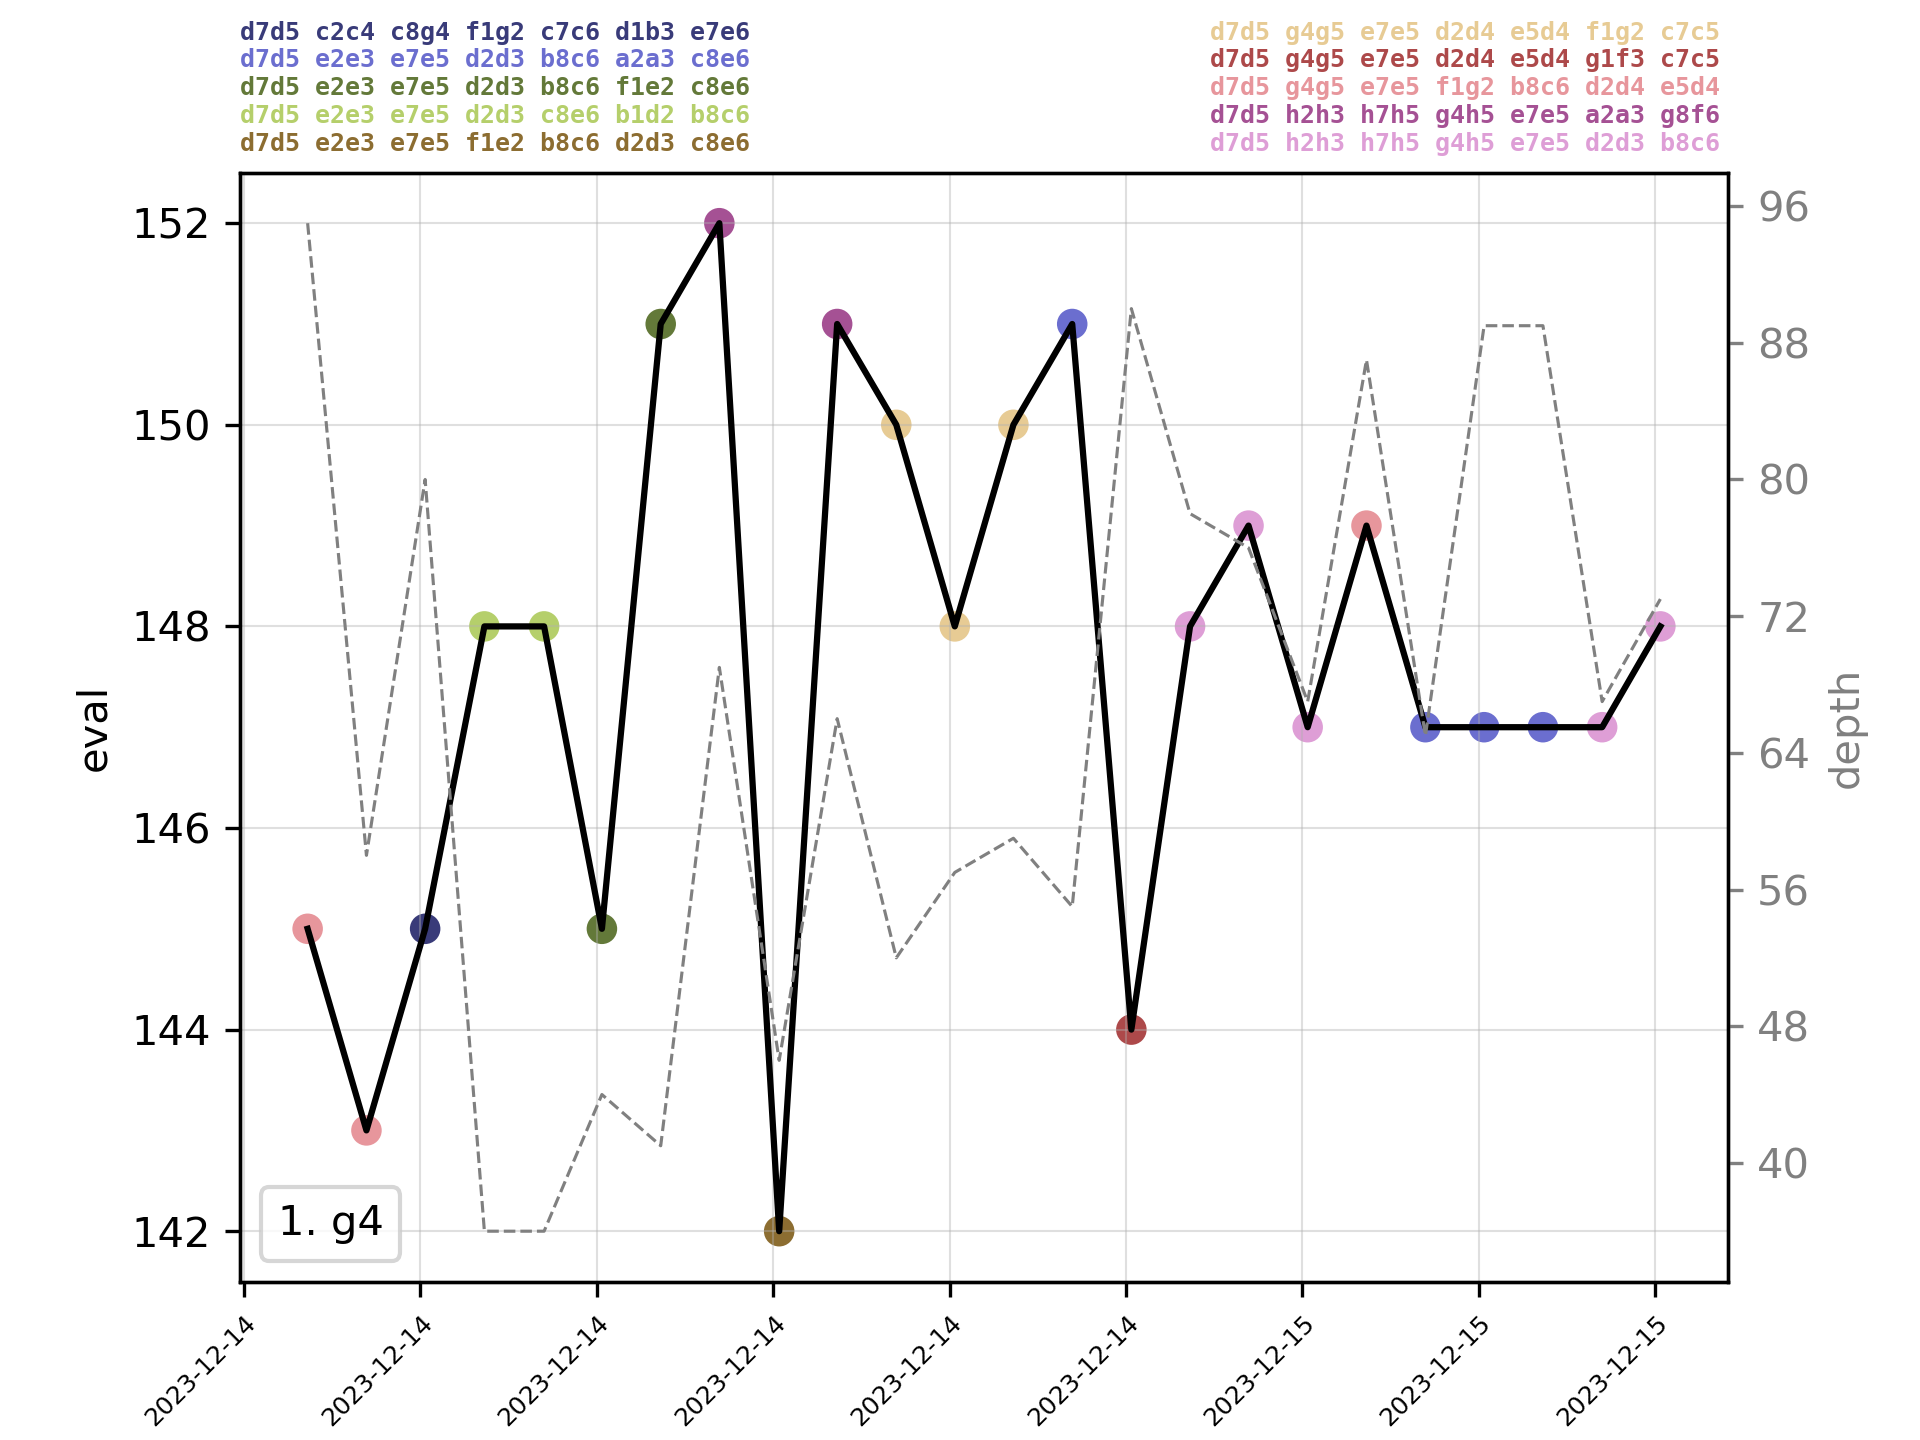 d7d5 c2c4 c8g4 f1g2 c7c6 d1b3 e7e6
d7d5 e2e3 e7e5 d2d3 b8c6 a2a3 c8e6
d7d5 e2e3 e7e5 d2d3 b8c6 f1e2 c8e6
d7d5 e2e3 e7e5 d2d3 c8e6 b1d2 b8c6
d7d5 e2e3 e7e5 f1e2 b8c6 d2d3 c8e6
d7d5 g4g5 e7e5 d2d4 e5d4 f1g2 c7c5
d7d5 g4g5 e7e5 d2d4 e5d4 g1f3 c7c5
d7d5 g4g5 e7e5 f1g2 b8c6 d2d4 e5d4
d7d5 h2h3 h7h5 g4h5 e7e5 a2a3 g8f6
d7d5 h2h3 h7h5 g4h5 e7e5 d2d3 b8c6
152
150
148
146
144
142
eval
96
88
80
72
64
56
48
40
depth
1. g4
2023-12-14
2023-12-14
2023-12-14
2023-12-14
2023-12-14
2023-12-14
2023-12-15
2023-12-15
2023-12-15